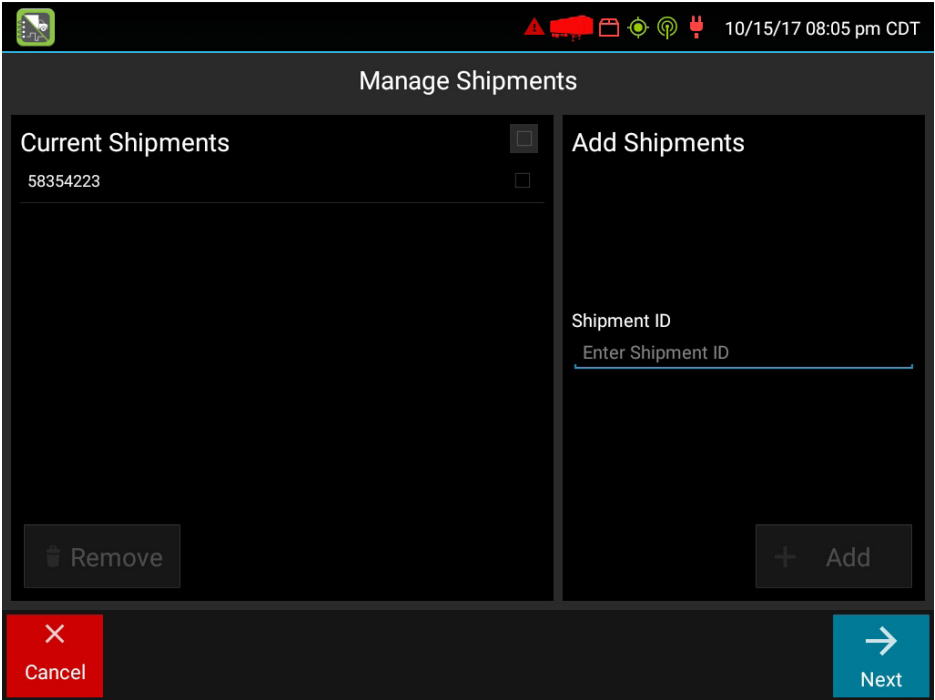 10/15/17 08:05 pm CDT
Manage Shipments
Current Shipments
58354223
Remove
Add Shipments
Shipment ID
Enter Shipment ID
Add
Cancel
Next